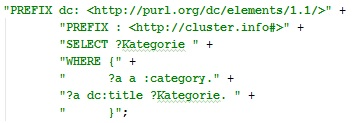 "PREFIX dc: <http://purl.org/dc/elements/1.1/>" +
"PREFIX : <http://cluster.info#>" +
"SELECT ?Kategorie " +
"WHERE {" +
"      ?a a :category." +
"?a dc:title ?Kategorie. " +
"      }";